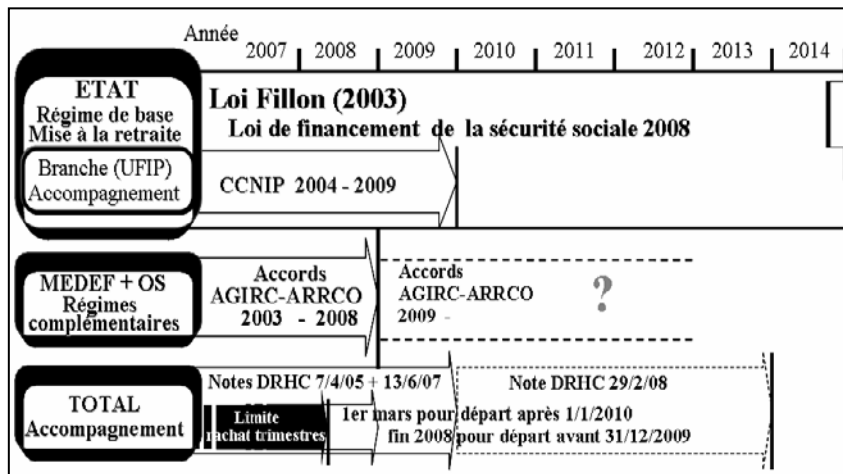 Année
2007 2008 2009 2010 2011 2012 2013 2014
ETAT
Régime de base
Mise à la retraite
Loi Fillon (2003)
Loi de financement de la sécurité sociale 2008
Branche (UFIP)
Accompagnement
CCNIP 2004 - 2009
MEDEF + OS
Régimes
complémentaires
Accords
AGIRC-ARRCO
2003 - 2008
Accords
AGIRC-ARRCO
2009 -
?
TOTAL
Accompagnement
Notes DRHC 7/4/05 + 13/6/07
Note DRHC 29/2/08
Limite
rachat trimestres
1er mars pour départ après 1/1/2010
fin 2008 pour départ avant 31/12/2009